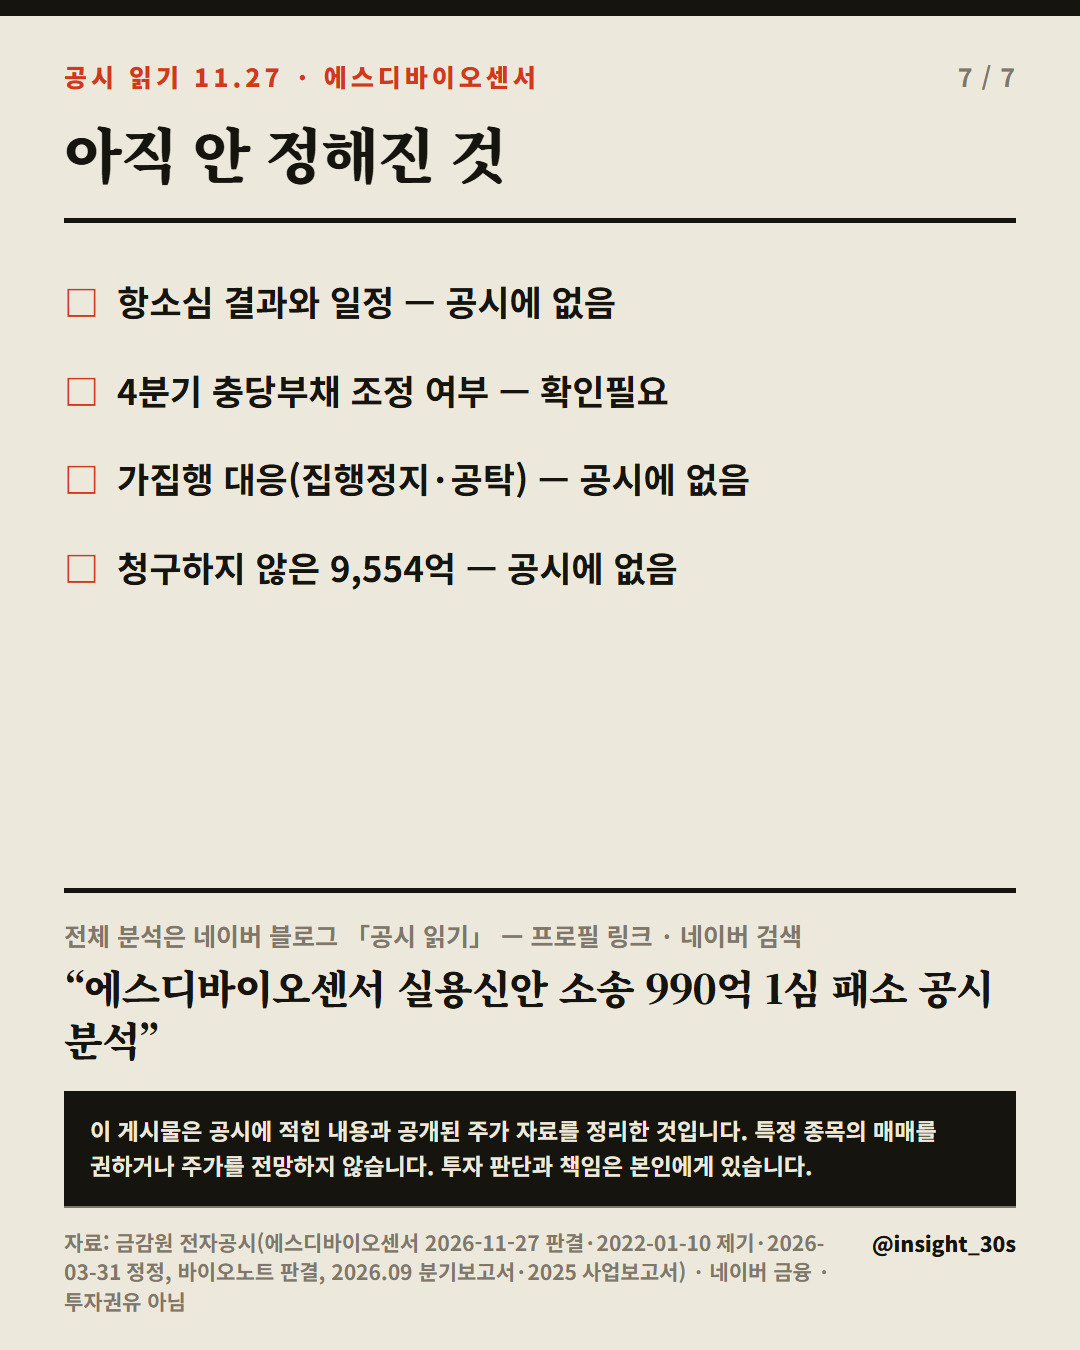 공시 읽기 11.27 · 에스디바이오센서
7 / 7
아직 안 정해진 것
□ 항소심 결과와 일정 — 공시에 없음
□ 4분기 충당부채 조정 여부 — 확인필요
□ 가집행 대응(집행정지·공탁) — 공시에 없음
□ 청구하지 않은 9,554억 — 공시에 없음
전체 분석은 네이버 블로그 「공시 읽기」 — 프로필 링크 · 네이버 검색
“에스디바이오센서 실용신안 소송 990억 1심 패소 공시
분석”
이 게시물은 공시에 적힌 내용과 공개된 주가 자료를 정리한 것입니다. 특정 종목의 매매를
권하거나 주가를 전망하지 않습니다. 투자 판단과 책임은 본인에게 있습니다.
자료: 금감원 전자공시(에스디바이오센서 2026-11-27 판결·2022-01-10 제기·2026-
03-31 정정, 바이오노트 판결, 2026.09 분기보고서·2025 사업보고서) · 네이버 금융 ·
투자권유 아님
@insight_30s